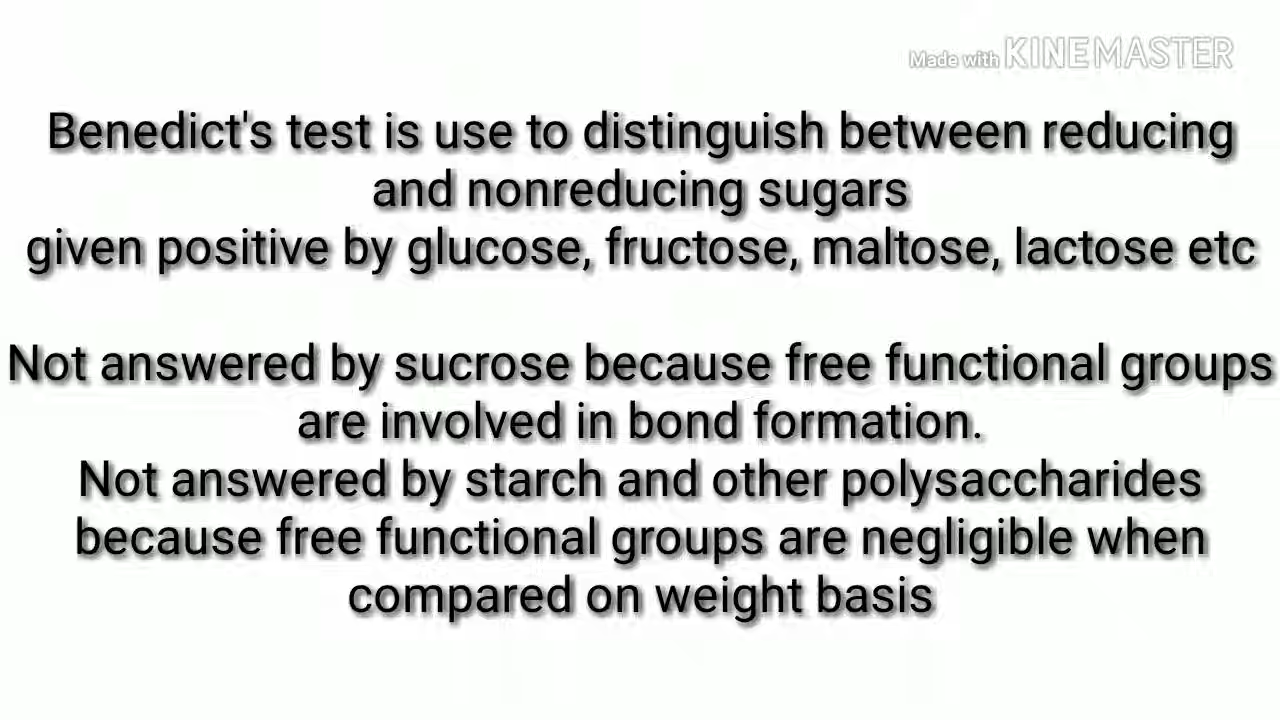 Made with KINEMASTER
Benedict's test is use to distinguish between reducing
and nonreducing sugars
given positive by glucose, fructose, maltose, lactose etc
Not answered by sucrose because free functional groups
are involved in bond formation.
Not answered by starch and other polysaccharides
because free functional groups are negligible when
compared on weight basis